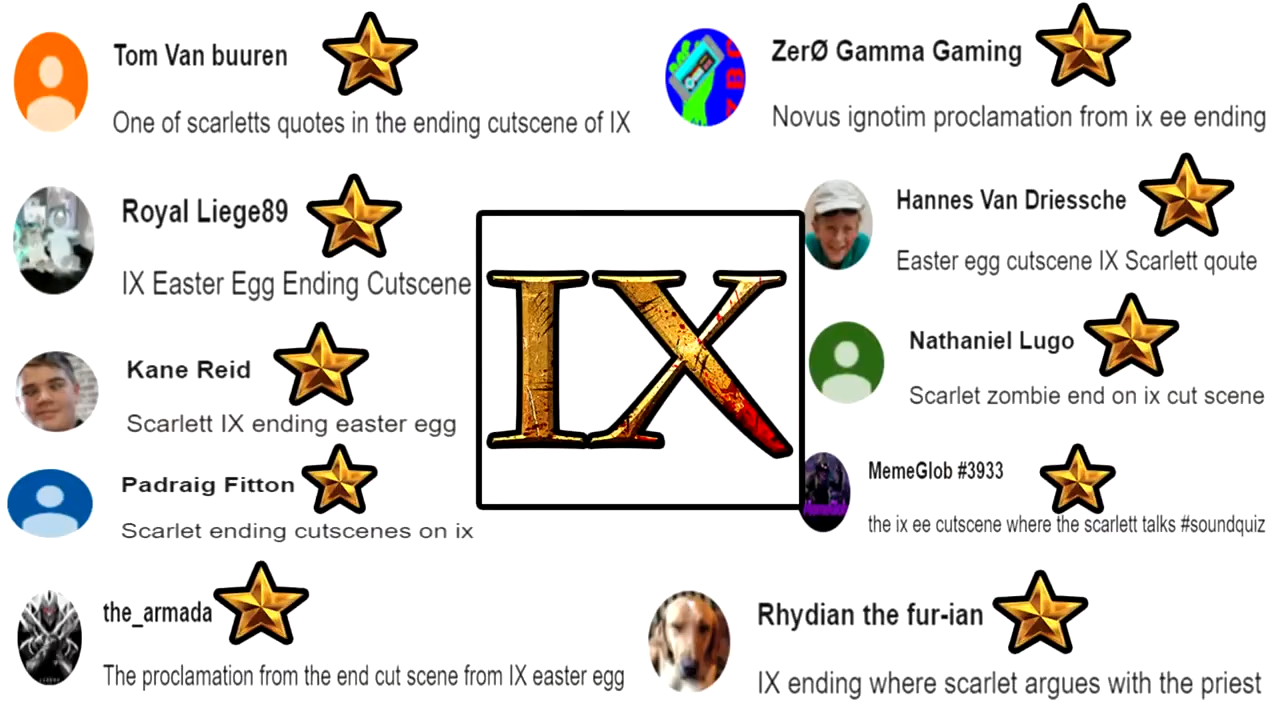 Tom Van buuren
One of scarletts quotes in the ending cutscene of IX
Royal Liege89
IX Easter Egg Ending Cutscene
Kane Reid
Scarlett IX ending easter egg
Padraig Fitton
Scarlet ending cutscenes on ix
the_armada
The proclamation from the end cut scene from IX easter egg
IX
ZerØ Gamma Gaming
Novus ignotim proclamation from ix ee ending
Hannes Van Driessche
Easter egg cutscene IX Scarlett qoute
Nathaniel Lugo
Scarlet zombie end on ix cut scene
MemeGlob #3933
the ix ee cutscene where the scarlett talks #soundquiz
MemeGlob
Rhydian the fur-ian
IX ending where scarlet argues with the priest